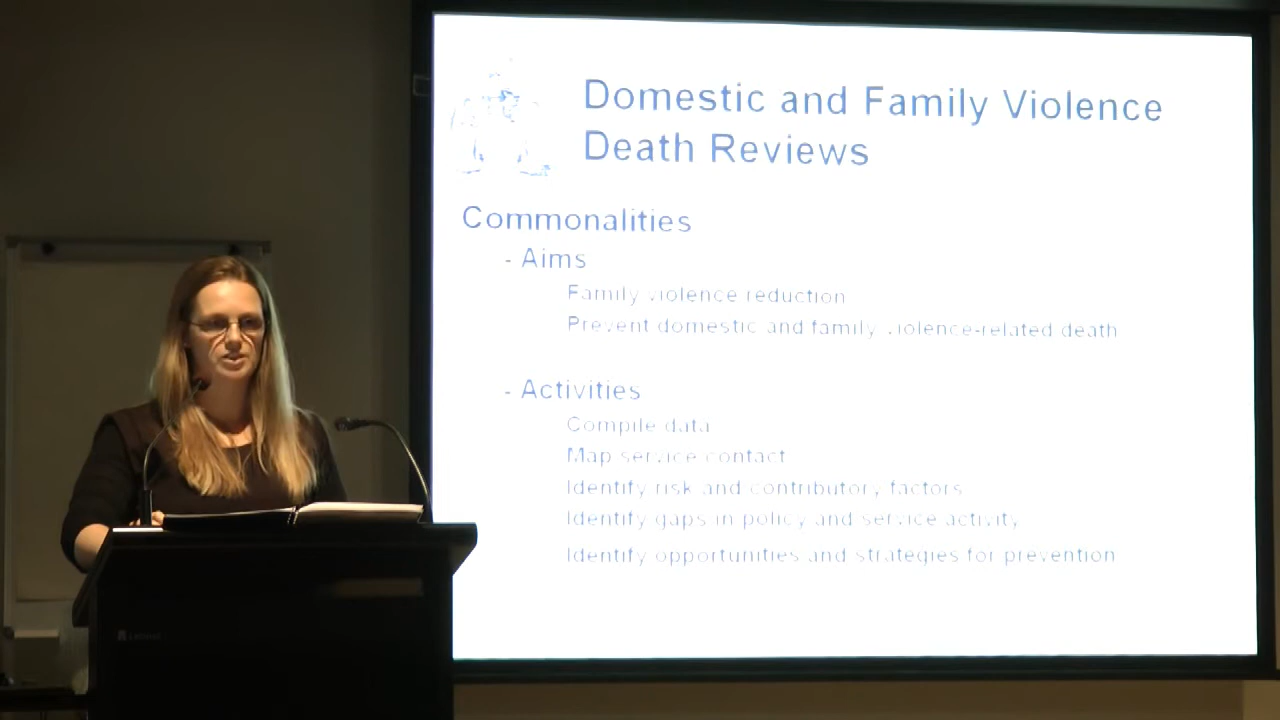 Domestic and Family Violence
Death Reviews
Commonalities
- Aims
Family violence reduction
Prevent domestic and family violence-related death
- Activities
Compile data
Map service contact
Identify risk and contributory factors
Identify gaps in policy and service activity
Identify opportunities and strategies for prevention